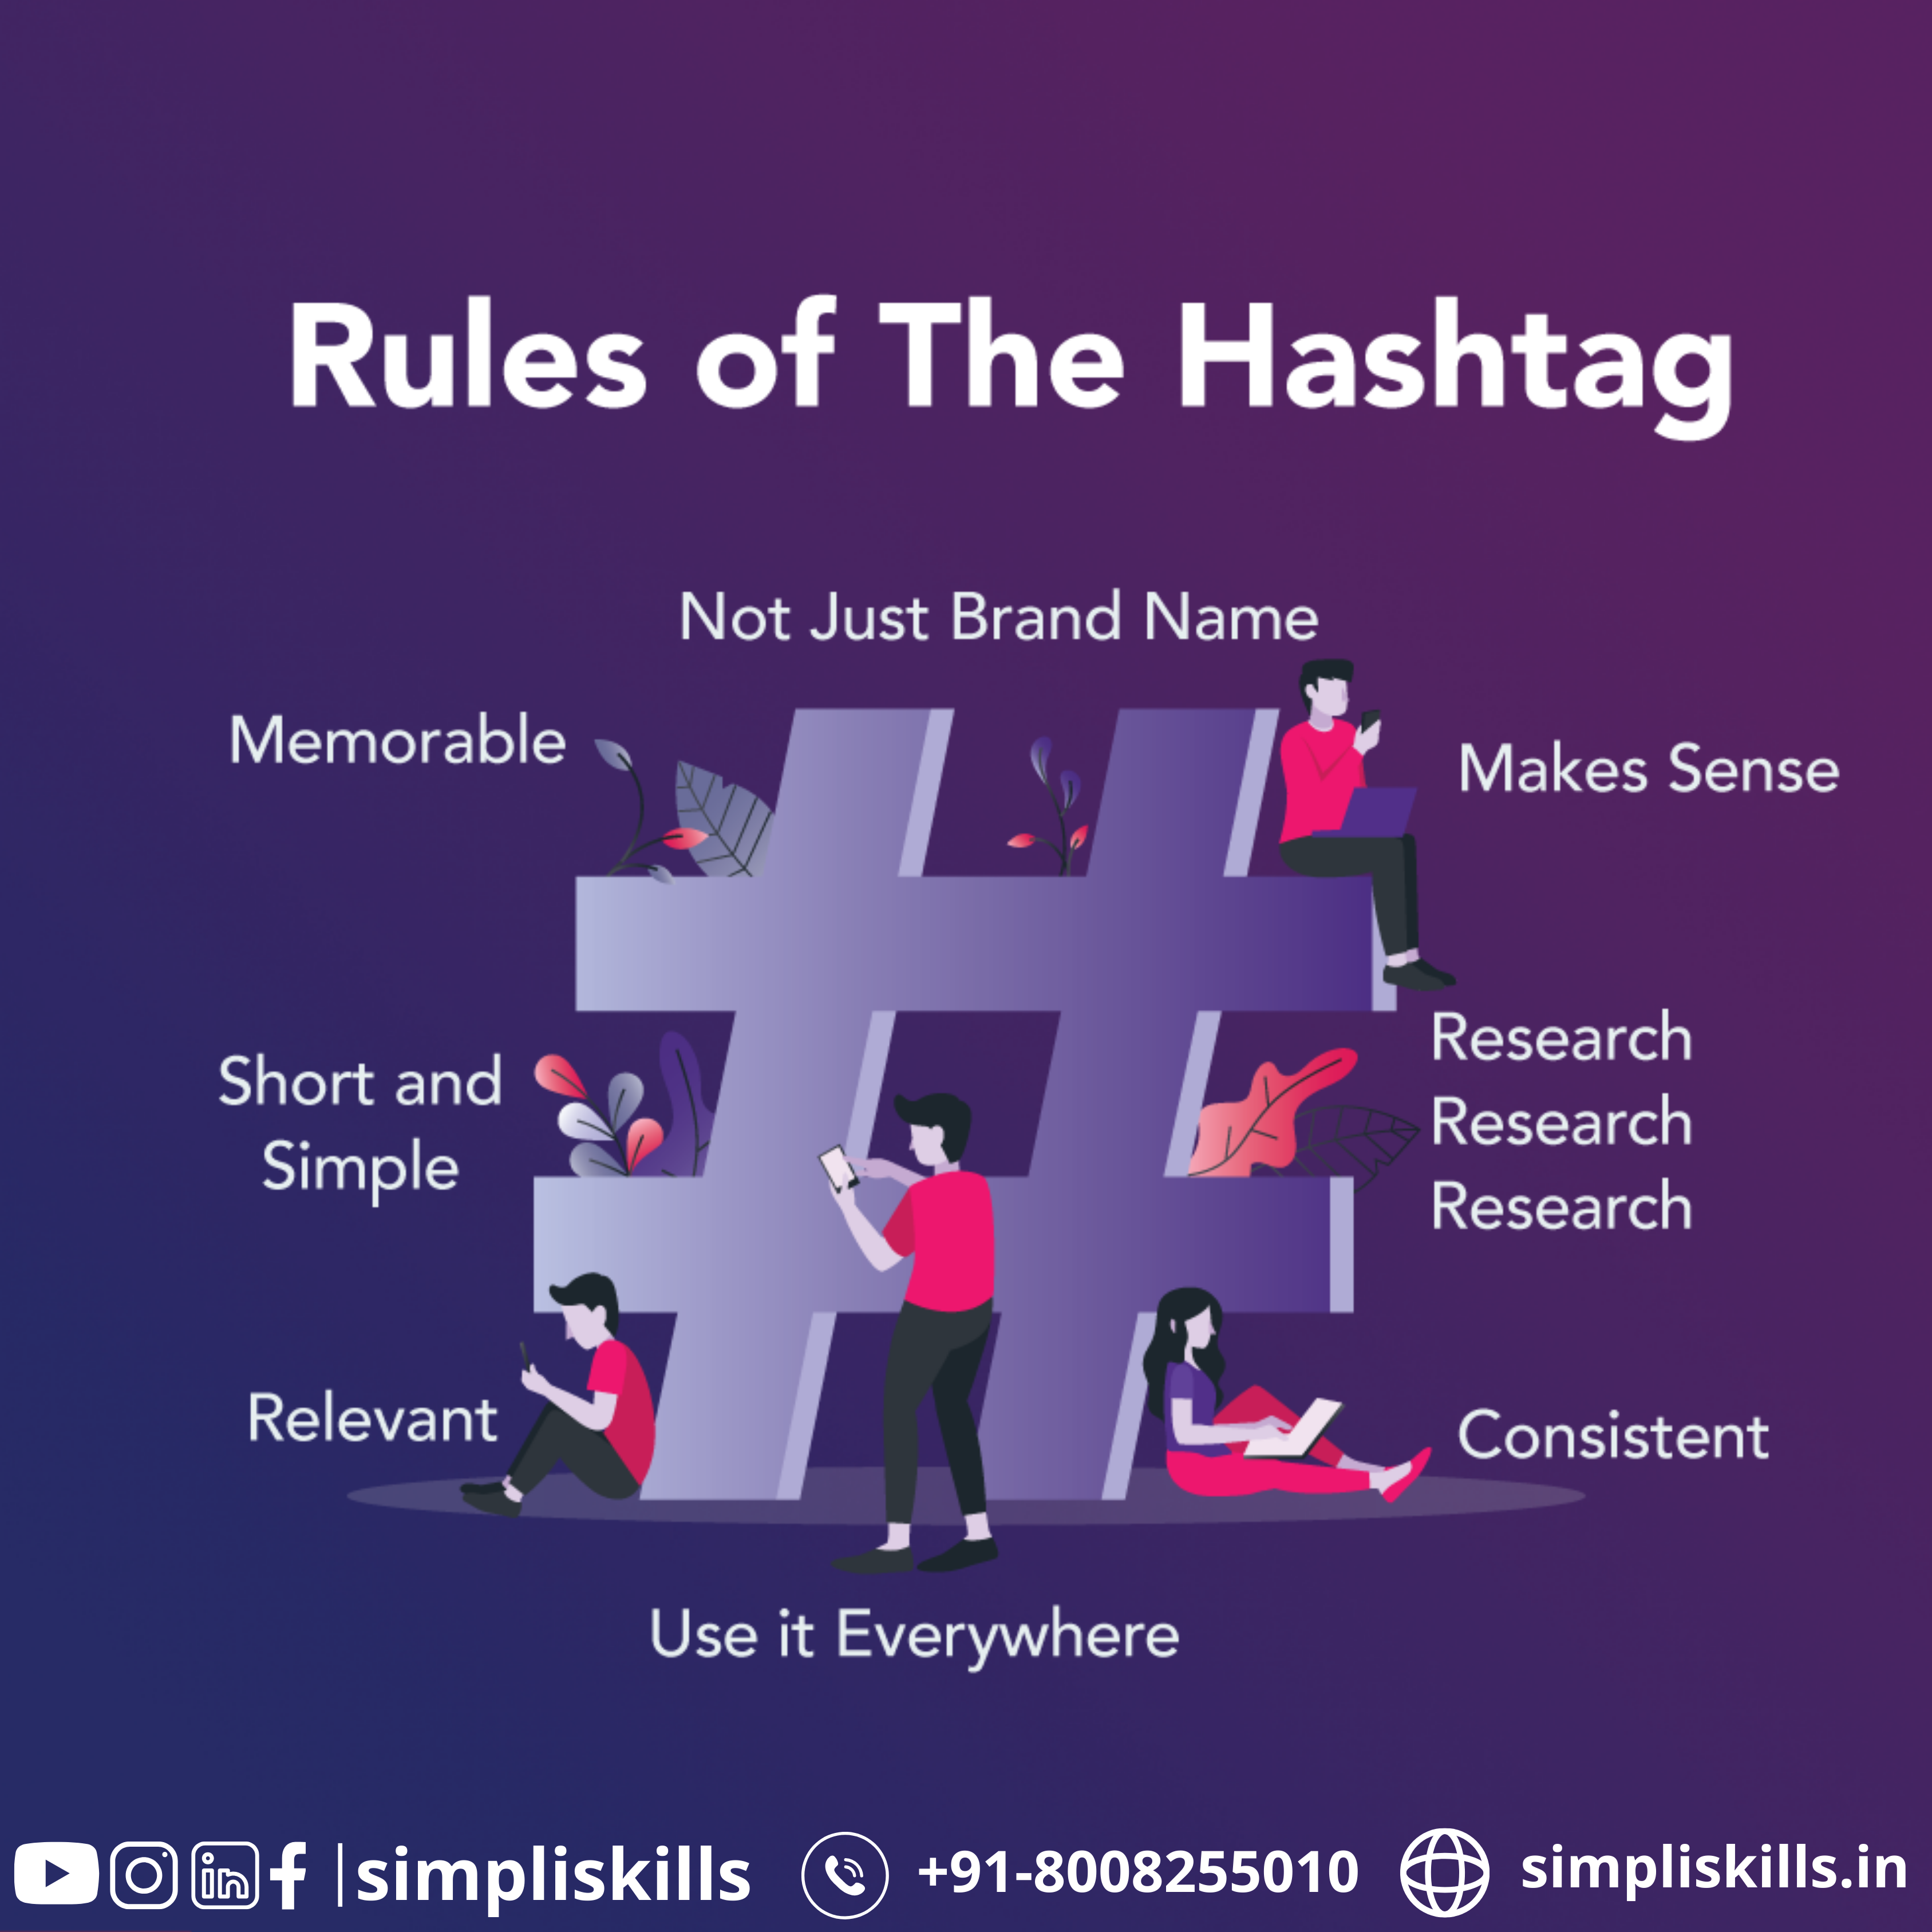 Rules of The Hashtag
Not Just Brand Name
Memorable
Makes Sense
Short and
Simple
Research
Research
Research
Relevant
Consistent
Use it Everywhere
|simpliskills +91-8008255010 simpliskills.in